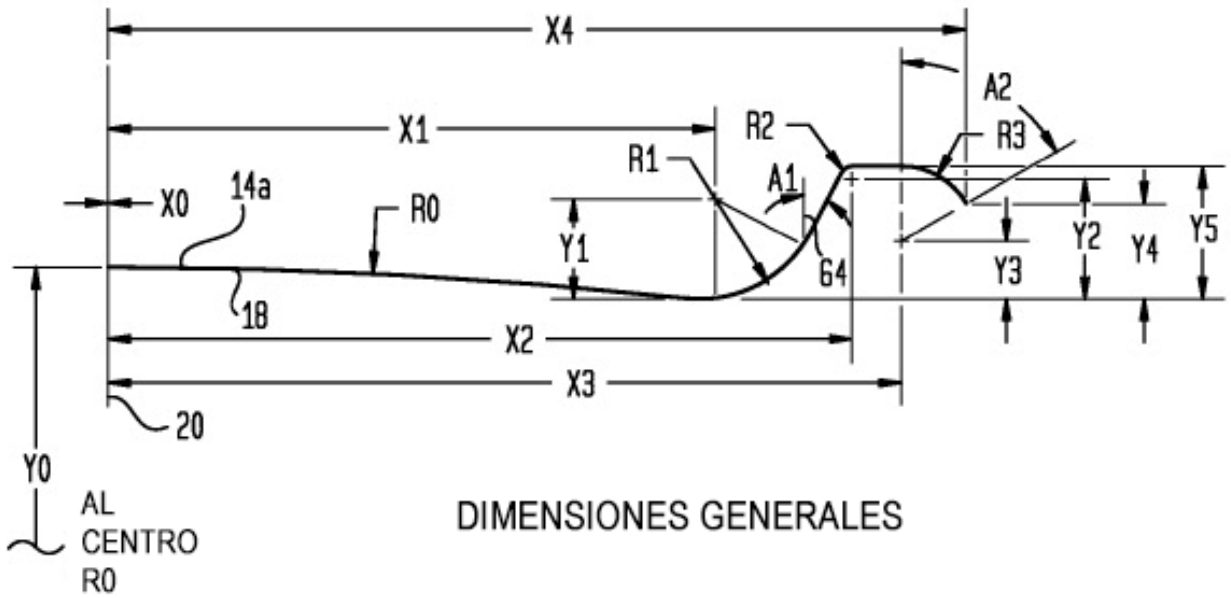 X4
A2
X1
R2
R3
R1
A1
14a
X0
R0
Y1
Y2
Y5
Y4
Y3
64
18
X2
X3
20
Y0
AL
CENTRO
R0
DIMENSIONES GENERALES